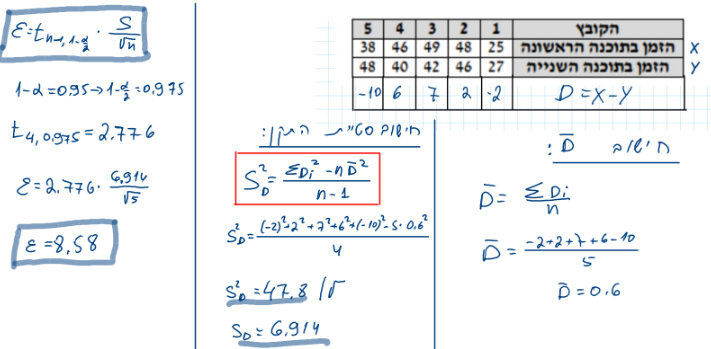 הקובץ 1 2 3 4 5
הזמן בתוכנה הראשונה 25 48 49 46 38 X
הזמן בתוכנה השנייה 27 46 42 40 48 Y
D=X-Y -2 2 7 6 -10
חישוב D̄ :
D̄ = ΣDi / n
D̄ = (-2+2+7+6-10) / 5
D̄ = 0.6
חישוב סטיית התקן:
S²_D = (ΣDi² - nD̄²) / (n-1)
S²_D = ((-2)²+2²+7²+6²+(-10)²-5·0.6²) / 4
S²_D = 47.8 /√
S_D = 6.914
ε = t_{n-1, 1-α/2} · S/√n
1-α=0.95→1-α/2=0.975
t_{4, 0.975} = 2.776
ε = 2.776 · 6.914/√5
ε = 8.58